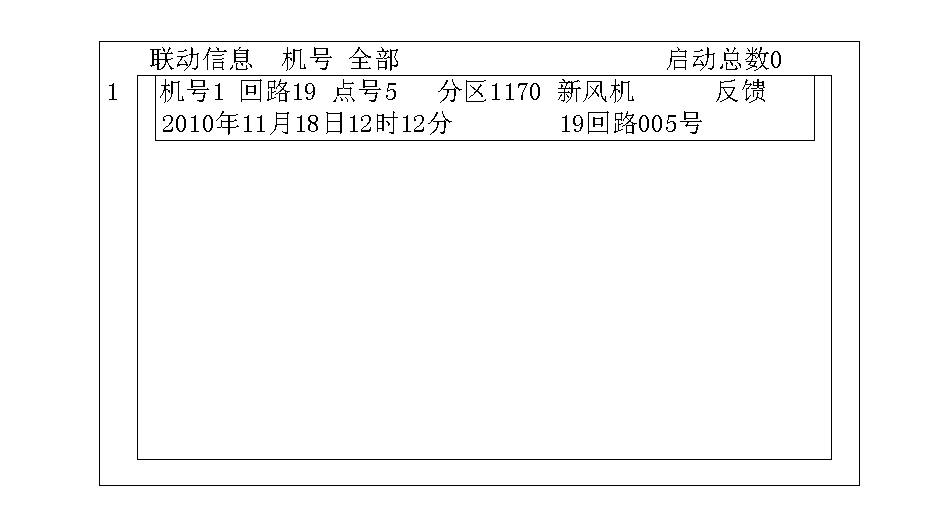 联动信息 机号 全部 启动总数0
1 机号1 回路19 点号5 分区1170 新风机 反馈
2010年11月18日12时12分 19回路005号